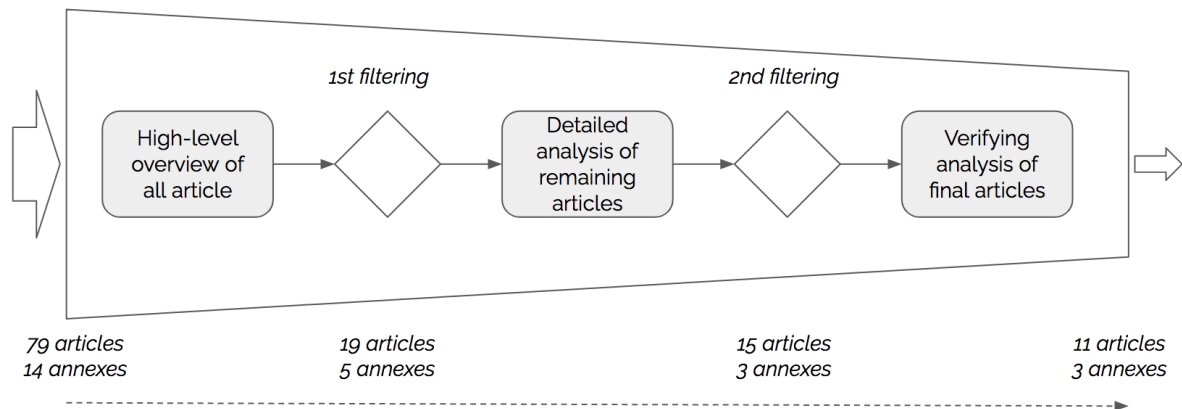 1st filtering
2nd filtering
High-level
overview of
all article
Detailed
analysis of
remaining
articles
Verifying
analysis of
final articles
79 articles
14 annexes
19 articles
5 annexes
15 articles
3 annexes
11 articles
3 annexes